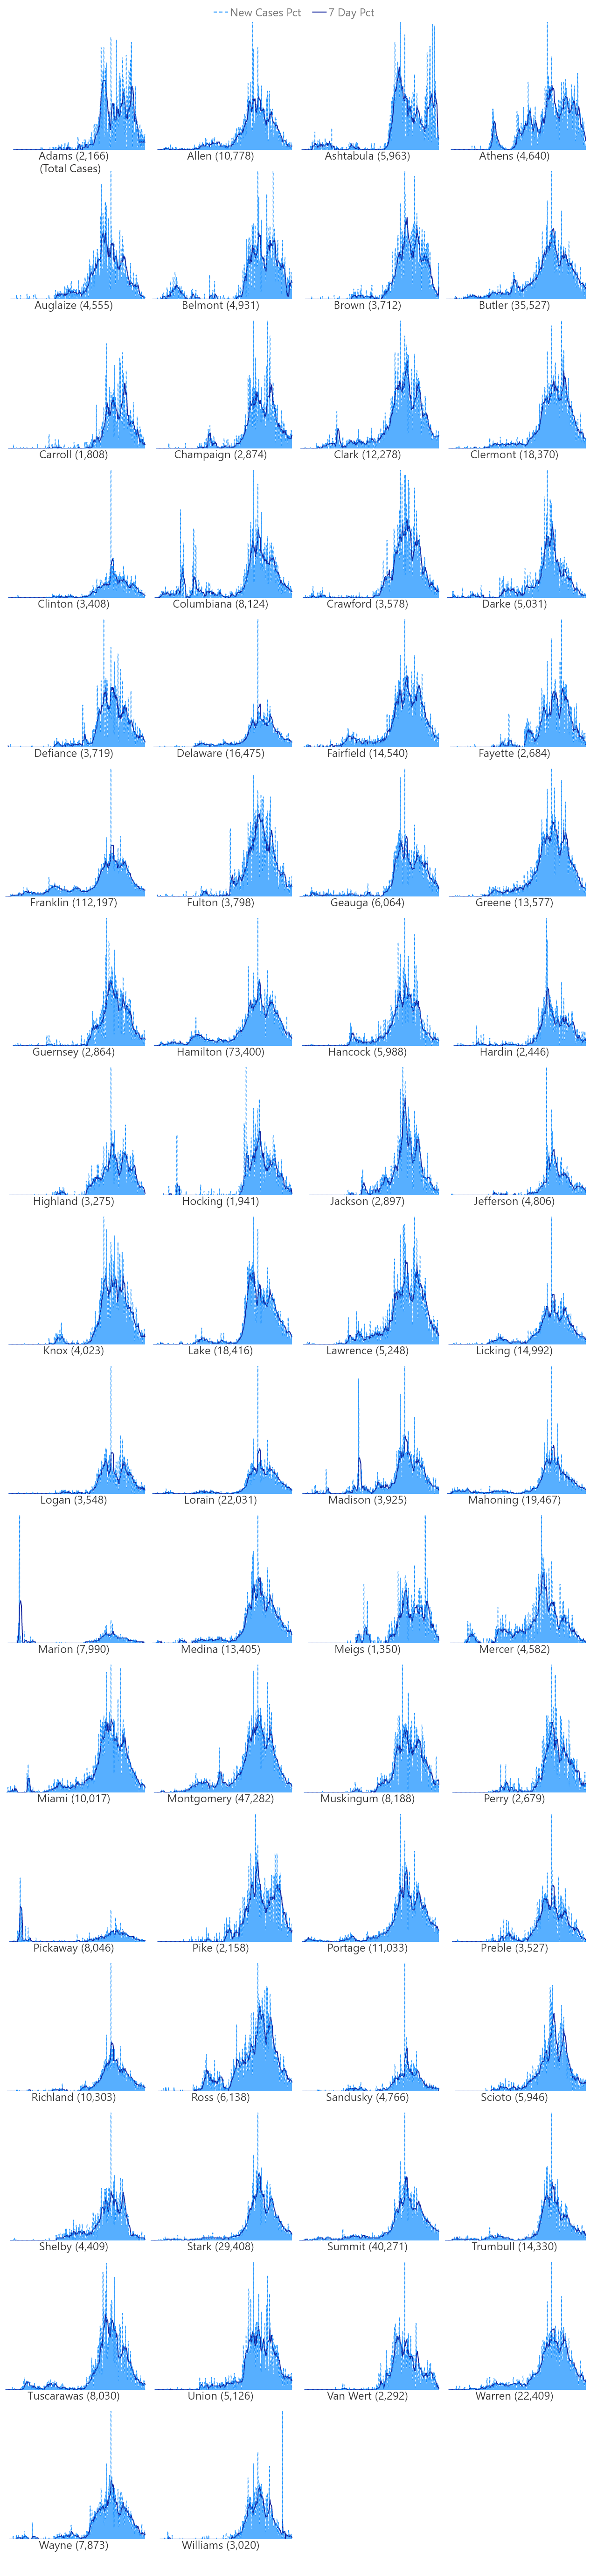 New Cases Pct 7 Day Pct
Adams (2,166) Allen (10,778) Ashtabula (5,963) Athens (4,640)
(Total Cases)
Auglaize (4,555) Belmont (4,931) Brown (3,712) Butler (35,527)
Carroll (1,808) Champaign (2,874) Clark (12,278) Clermont (18,370)
Clinton (3,408) Columbiana (8,124) Crawford (3,578) Darke (5,031)
Defiance (3,719) Delaware (16,475) Fairfield (14,540) Fayette (2,684)
Franklin (112,197) Fulton (3,798) Geauga (6,064) Greene (13,577)
Guernsey (2,864) Hamilton (73,400) Hancock (5,988) Hardin (2,446)
Highland (3,275) Hocking (1,941) Jackson (2,897) Jefferson (4,806)
Knox (4,023) Lake (18,416) Lawrence (5,248) Licking (14,992)
Logan (3,548) Lorain (22,031) Madison (3,925) Mahoning (19,467)
Marion (7,990) Medina (13,405) Meigs (1,350) Mercer (4,582)
Miami (10,017) Montgomery (47,282) Muskingum (8,188) Perry (2,679)
Pickaway (8,046) Pike (2,158) Portage (11,033) Preble (3,527)
Richland (10,303) Ross (6,138) Sandusky (4,766) Scioto (5,946)
Shelby (4,409) Stark (29,408) Summit (40,271) Trumbull (14,330)
Tuscarawas (8,030) Union (5,126) Van Wert (2,292) Warren (22,409)
Wayne (7,873) Williams (3,020)